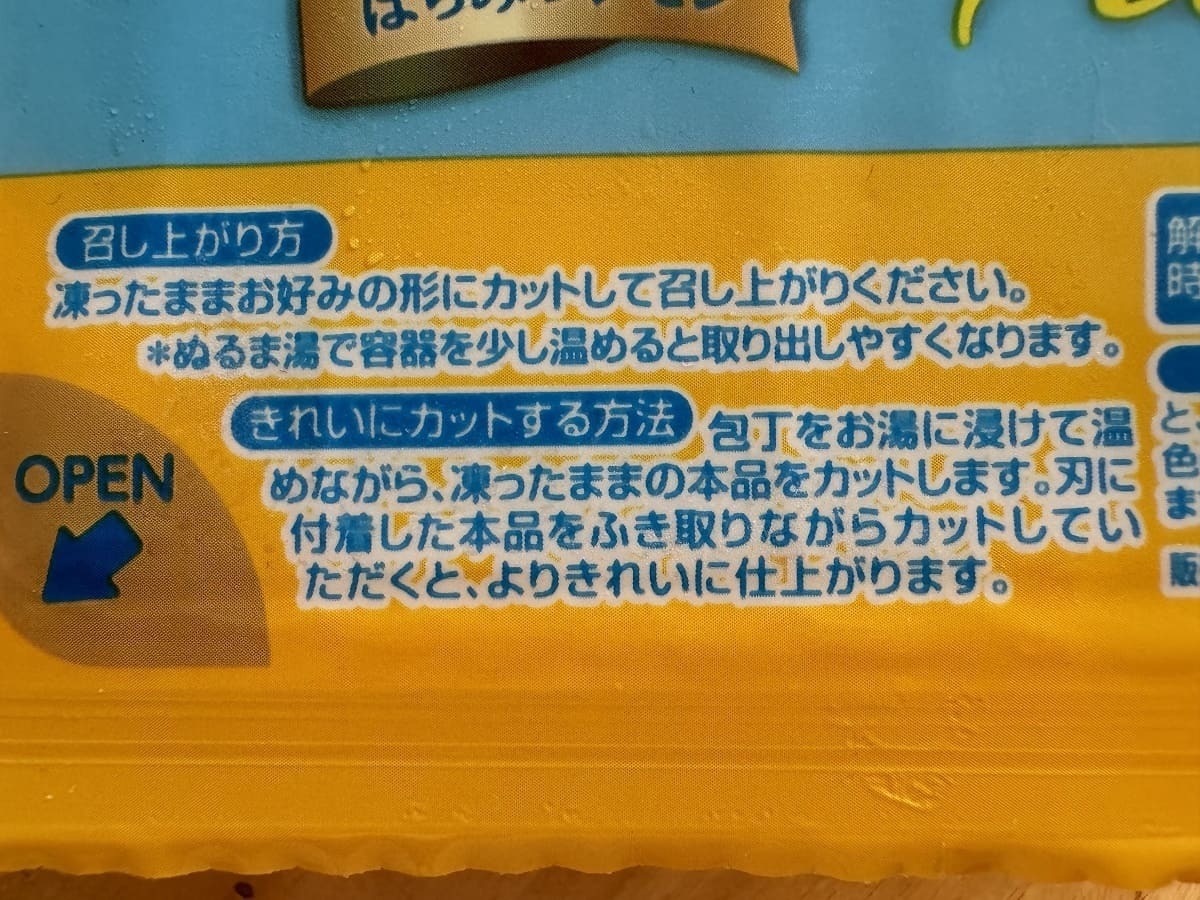 召し上がり方
凍ったままお好みの形にカットして召し上がりください。
*ぬるま湯で容器を少し温めると取り出しやすくなります。
きれいにカットする方法 包丁をお湯に浸けて温
めながら、凍ったままの本品をカットします。刃に
付着した本品をふき取りながらカットしてい
ただくと、よりきれいに仕上がります。
OPEN
解
時
と
色
ま
販